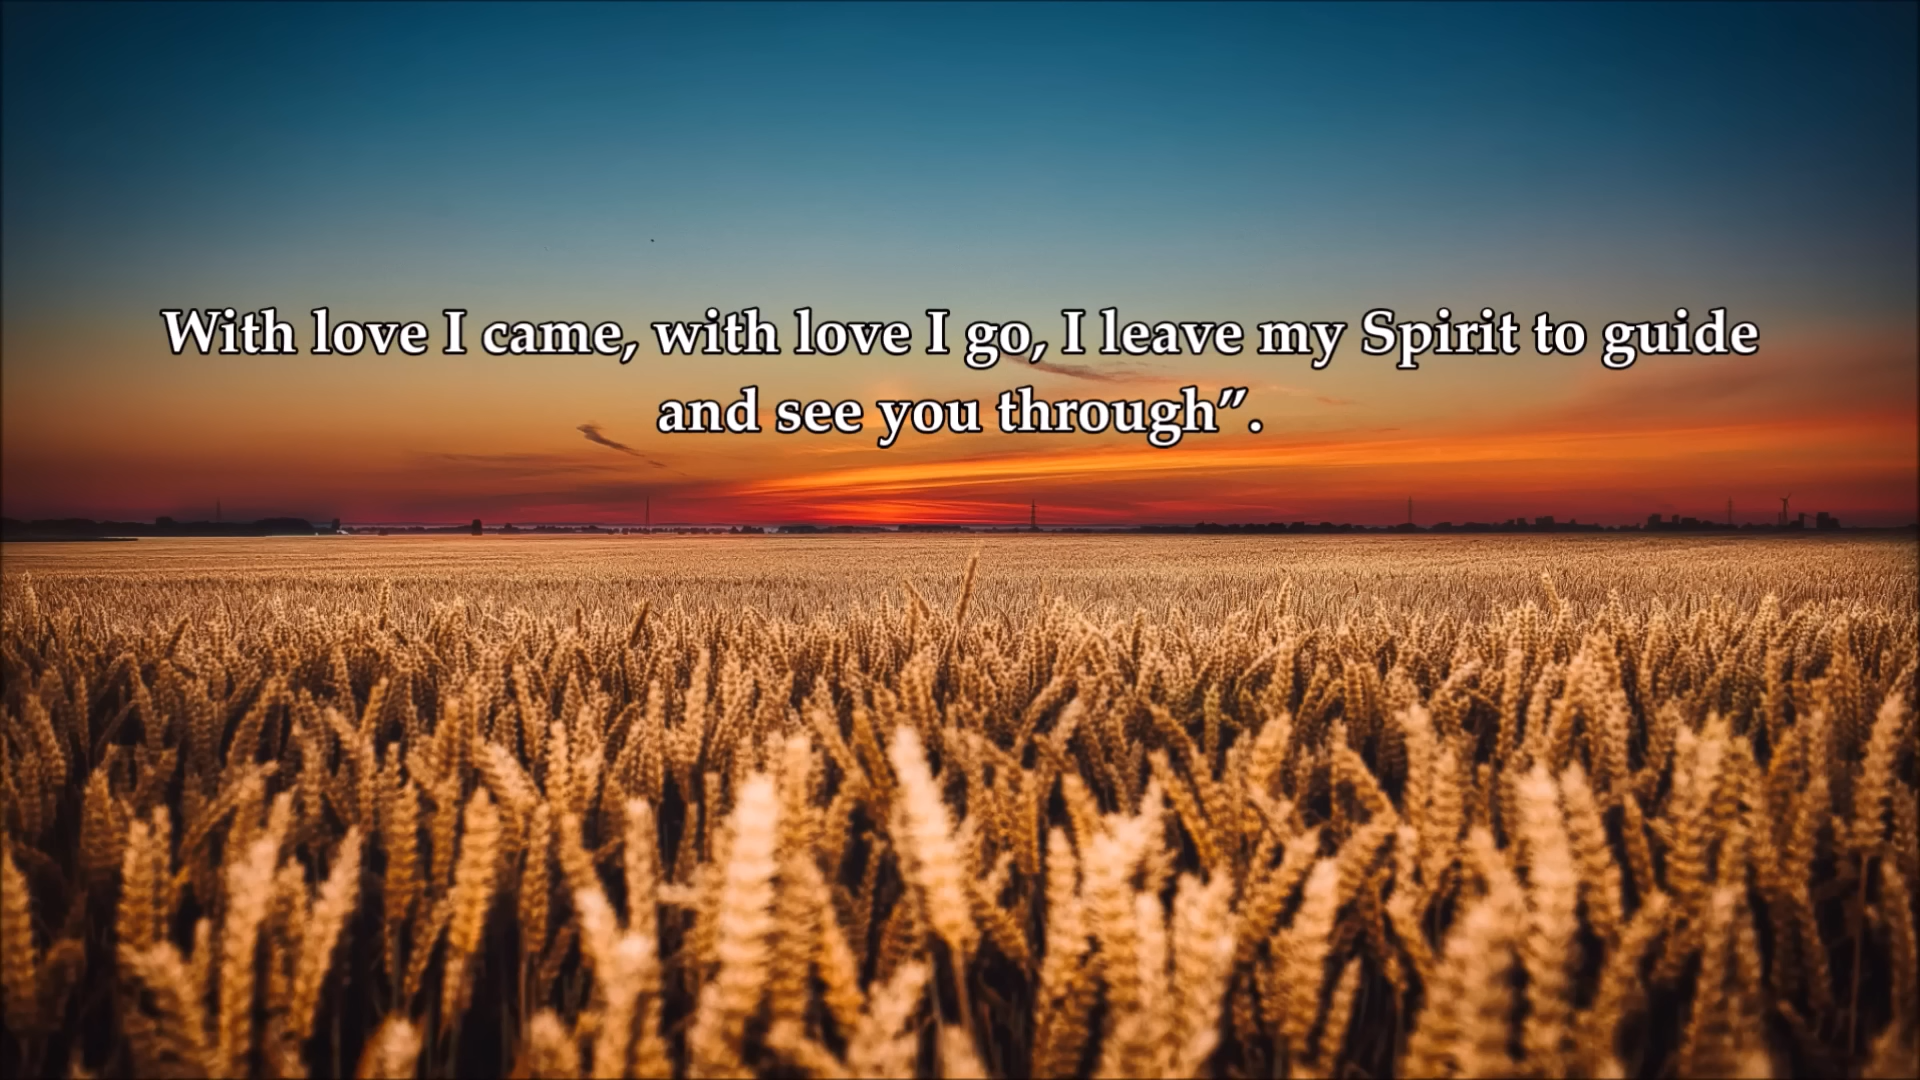 With love I came, with love I go, I leave my Spirit to guide
and see you through”.